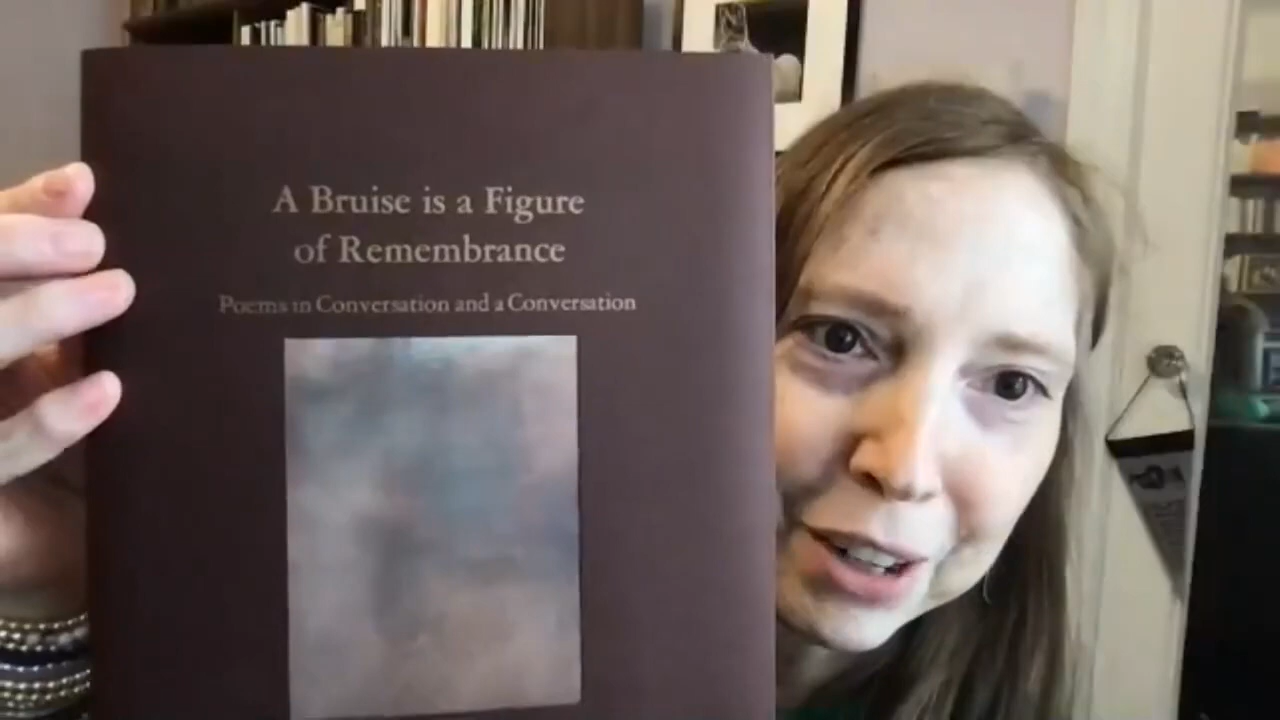 A Bruise is a Figure
of Remembrance
Poems in Conversation and a Conversation